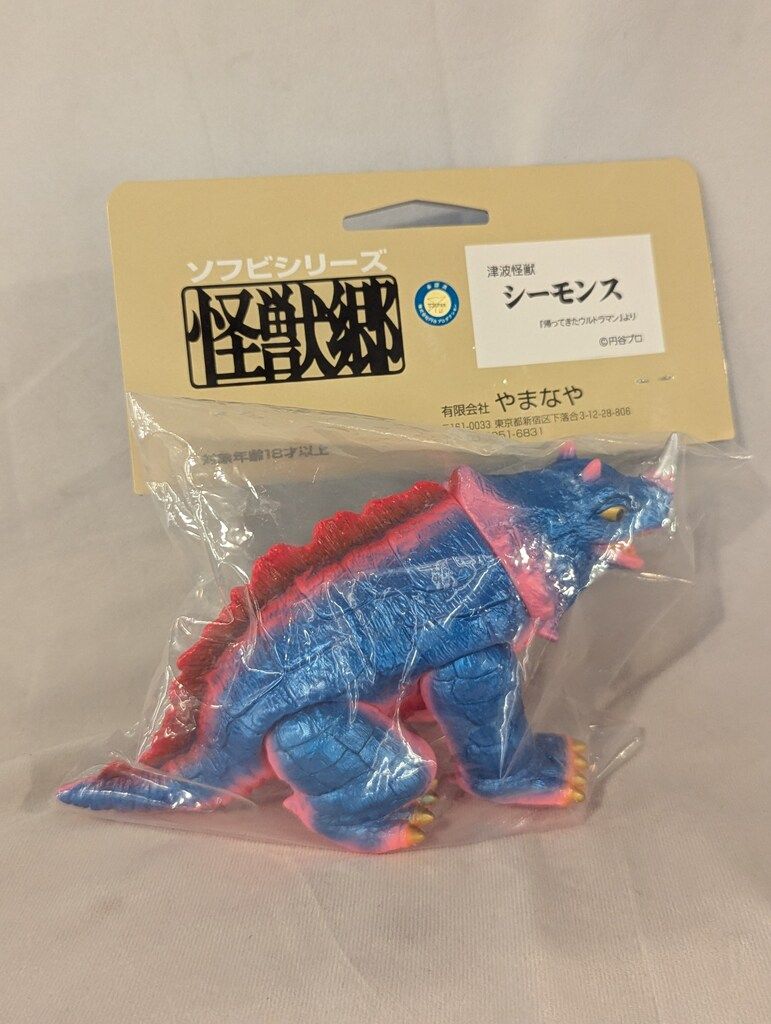 ソフビシリーズ
怪獣郷
津波怪獣
シーモンス
『帰ってきたウルトラマン』より
©円谷プロ
有限会社 やまなや
〒161-0033 東京都新宿区下落合3-12-28-806
951-6831
対象年齢18才以上